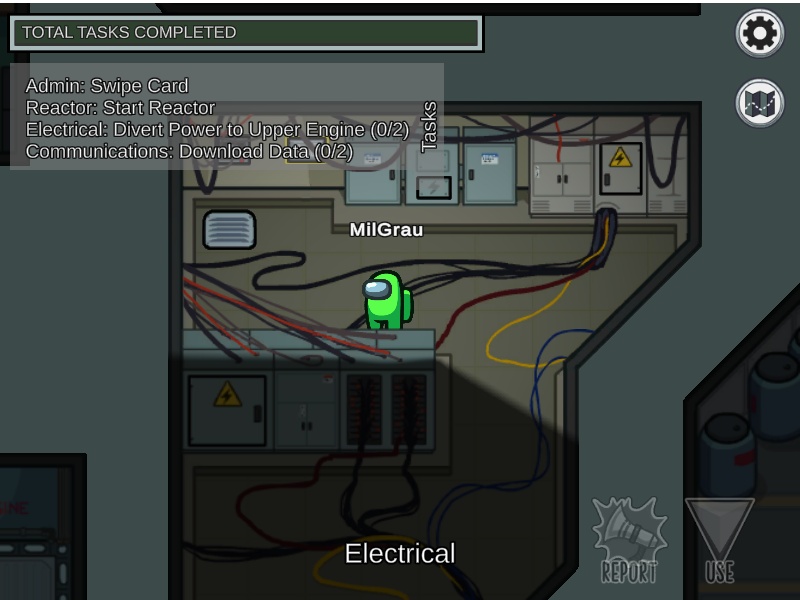 TOTAL TASKS COMPLETED
Admin: Swipe Card
Reactor: Start Reactor
Electrical: Divert Power to Upper Engine (0/2)
Communications: Download Data (0/2)
Tasks
MilGrau
Electrical
REPORT
USE